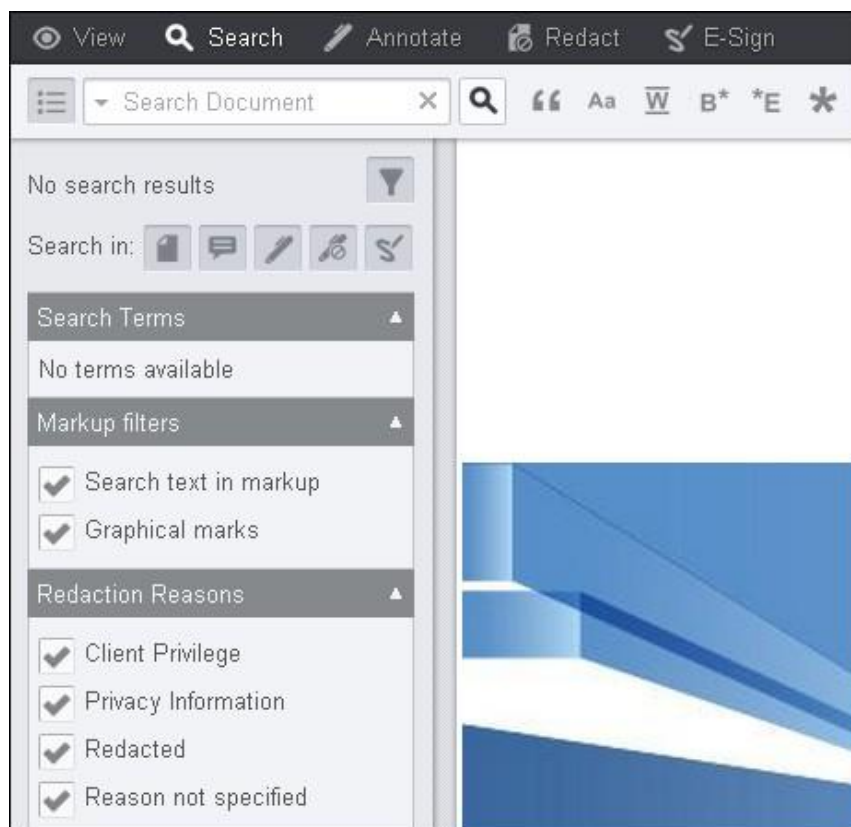 View Search Annotate Redact E-Sign
Search Document Aa W B* *E *
No search results
Search in:
Search Terms
No terms available
Markup filters
Search text in markup
Graphical marks
Redaction Reasons
Client Privilege
Privacy Information
Redacted
Reason not specified